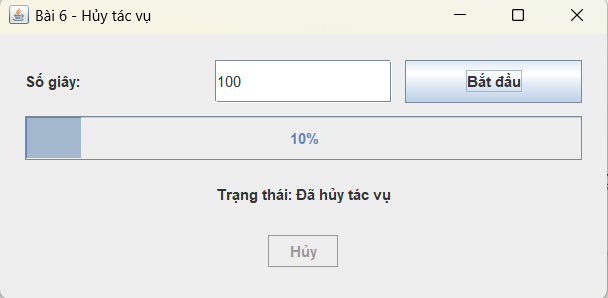 Bài 6 - Hủy tác vụ
Số giây:
100
Bắt đầu
10%
Trạng thái: Đã hủy tác vụ
Hủy